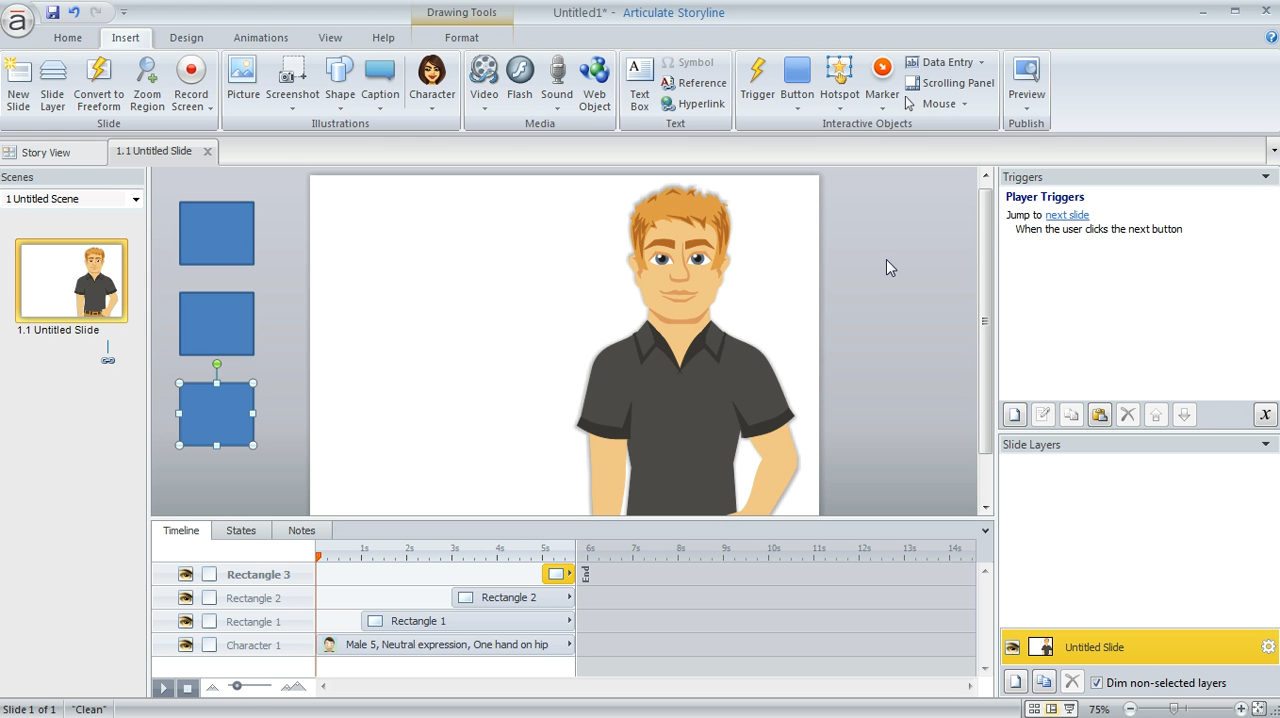 Drawing Tools
Untitled1* - Articulate Storyline
Home Insert Design Animations View Help Format
New Slide
Slide Layer
Convert to Freeform
Zoom Region
Record Screen
Slide
Picture
Screenshot
Shape
Caption
Character
Illustrations
Video
Flash
Sound
Web Object
Media
Text Box
Symbol
Reference
Hyperlink
Text
Trigger
Button
Hotspot
Marker
Data Entry
Scrolling Panel
Mouse
Interactive Objects
Preview
Publish
Story View
1.1 Untitled Slide
Scenes
1 Untitled Scene
1.1 Untitled Slide
Triggers
Player Triggers
Jump to next slide
When the user clicks the next button
Slide Layers
Untitled Slide
Dim non-selected layers
Timeline States Notes
1s 2s 3s 4s 5s 6s 7s 8s 9s 10s 11s 12s 13s 14s
Rectangle 3
End
Rectangle 2 Rectangle 2
Rectangle 1 Rectangle 1
Character 1 Male 5, Neutral expression, One hand on hip
Slide 1 of 1 "Clean" 75%